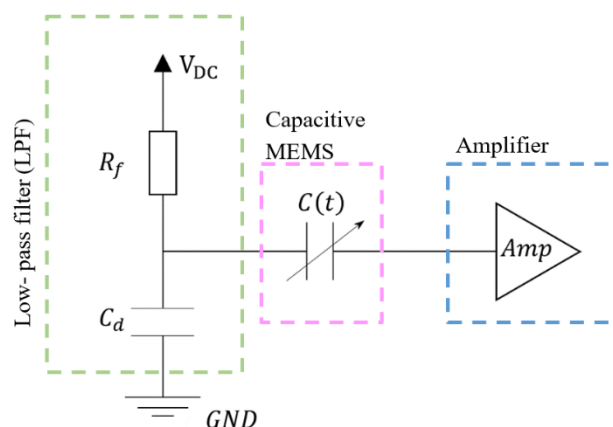 Low- pass filter (LPF)
V_DC
R_f
C_d
GND
Capacitive
MEMS
C(t)
Amplifier
Amp